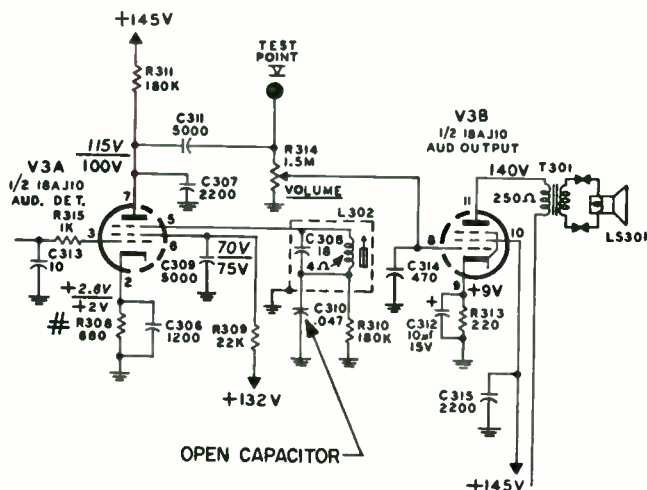 +145V
R311
180K
TEST
POINT
V
C311
5000
115V
100V
V3A
1/2 18AJ10
AUD. DET.
R315
1K
C307
2200
R314
1.5M
VOLUME
V3B
1/2 18AJ10
AUD OUTPUT
140V
T301
250Ω
LS301
7
5
6
3
2
C313
10
C309
5000
70V
75V
L302
C308
18
4Ω
11
8
10
9
C314
470
+9V
+2.8V
+2V
#
R308
680
C306
1200
R309
22K
C310
.047
R310
180K
+
C312
10µf
15V
R313
220
C315
2200
+132V
OPEN CAPACITOR
+145V